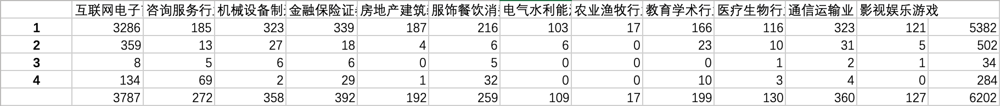 互联网电子 咨询服务行 机械设备制 金融保险证 房地产建筑 服饰餐饮消 电气水利能 农业渔牧行 教育学术行 医疗生物行 通信运输业 影视娱乐游戏
1 3286 185 323 339 187 216 103 17 166 116 323 121 5382
2 359 13 27 18 4 6 6 0 23 10 31 5 502
3 8 5 6 6 0 5 0 0 0 1 2 1 34
4 134 69 2 29 1 32 0 0 10 3 4 0 284
3787 272 358 392 192 259 109 17 199 130 360 127 6202